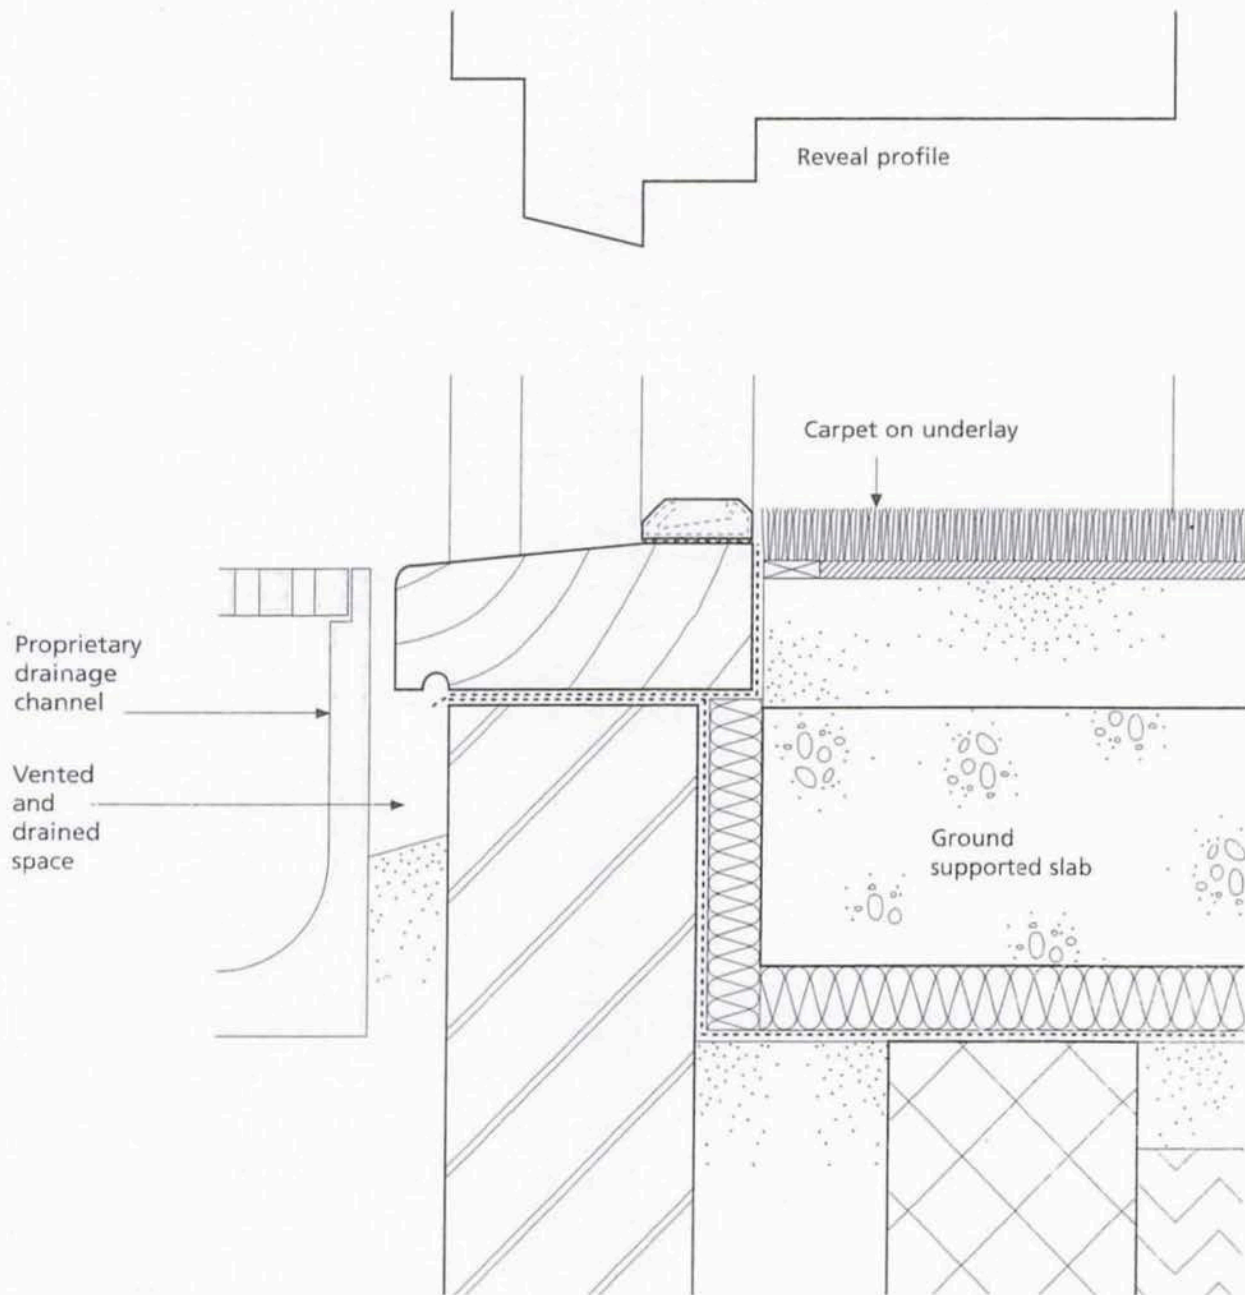 Reveal profile
Carpet on underlay
Proprietary
drainage
channel
Vented
and
drained
space
Ground
supported slab